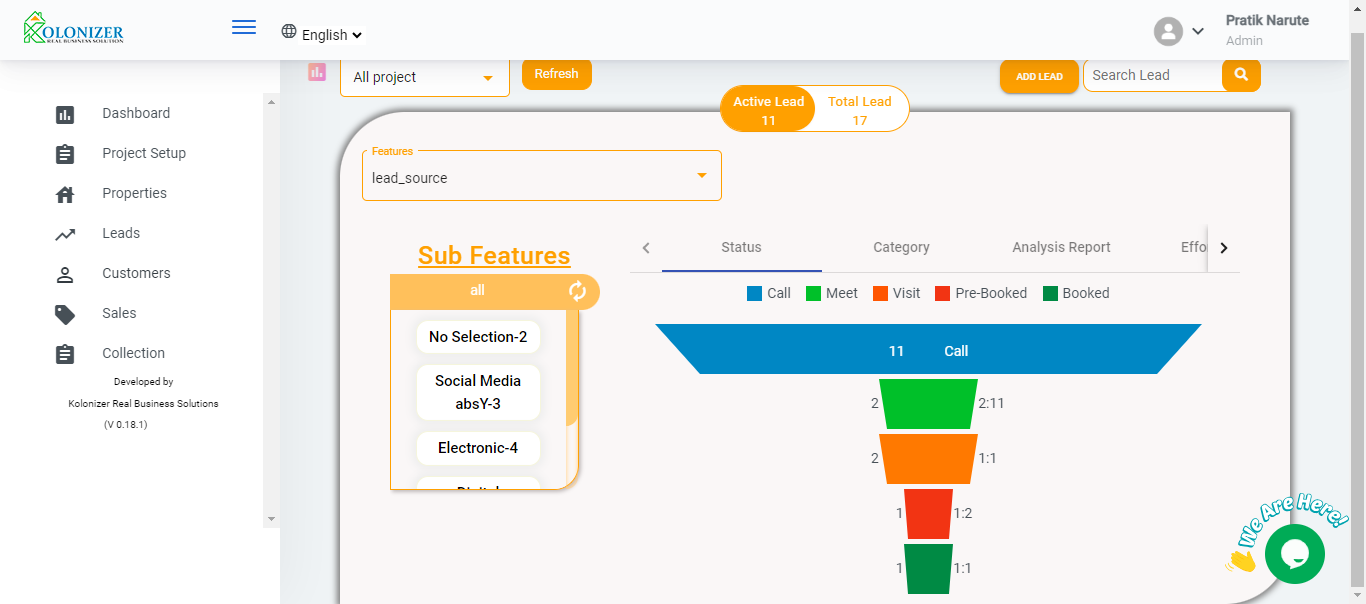 KOLONIZER
REAL BUSINESS SOLUTION
English
Pratik Narute
Admin
All project
Refresh
ADD LEAD
Search Lead
Active Lead
11
Total Lead
17
Dashboard
Project Setup
Properties
Leads
Customers
Sales
Collection
Developed by
Kolonizer Real Business Solutions
(V 0.18.1)
Features
lead_source
Sub Features
all
No Selection-2
Social Media
absY-3
Electronic-4
Digital
Status
Category
Analysis Report
Effo
Call
Meet
Visit
Pre-Booked
Booked
11 Call
2 2:11
2 1:1
1 1:2
1 1:1
We Are Here!